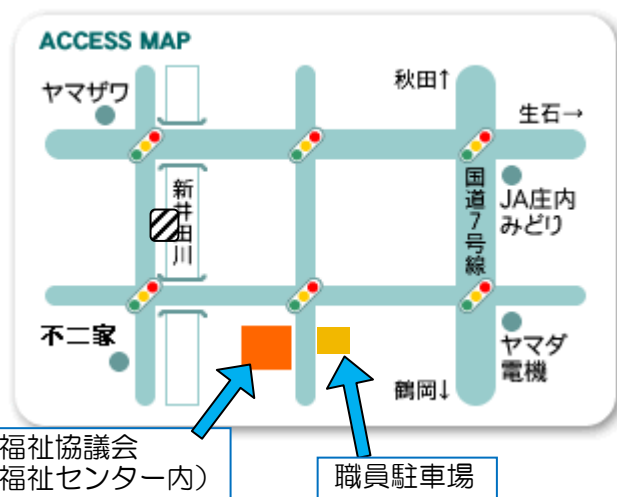 ACCESS MAP
ヤマザワ
秋田↑
生石→
新井田川
国道7号線
JA庄内
みどり
不二家
ヤマダ
電機
鶴岡↓
福祉協議会
福祉センター内）
職員駐車場